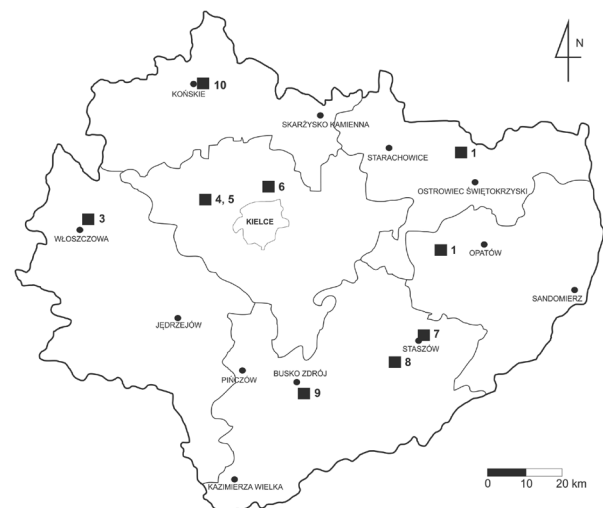 N
10
KOŃSKIE
SKARŻYSKO KAMIENNA
STARACHOWICE
1
OSTROWIEC ŚWIĘTOKRZYSKI
6
4, 5
KIELCE
3
WŁOSZCZOWA
1
OPATÓW
SANDOMIERZ
JĘDRZEJÓW
7
STASZÓW
8
PIŃCZÓW
BUSKO ZDRÓJ
9
KAZIMIERZA WIELKA
0 10 20 km